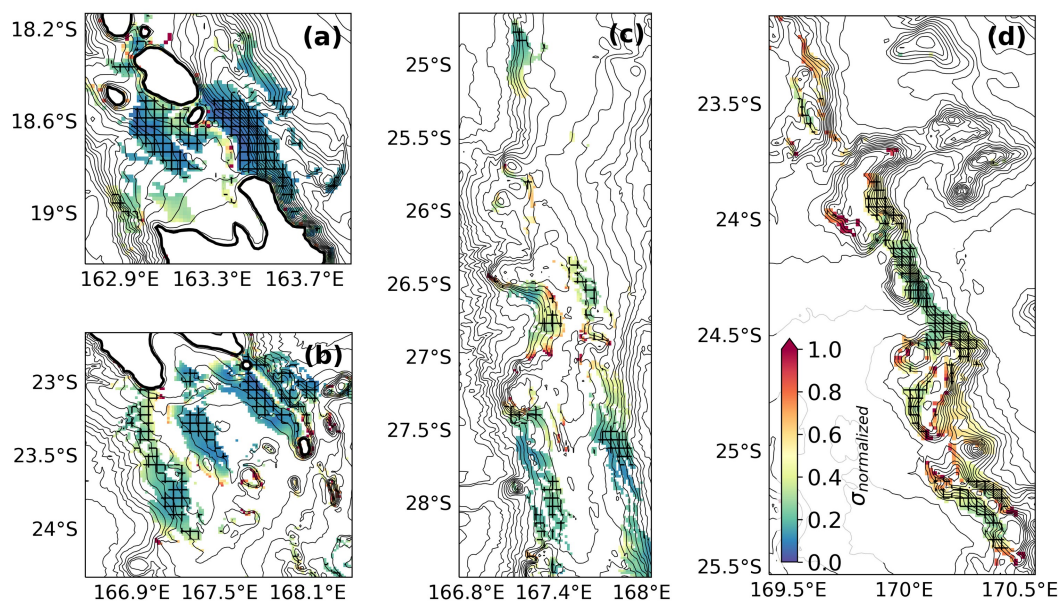 (a)
18.2°S
18.6°S
19°S
162.9°E 163.3°E 163.7°E
(b)
23°S
23.5°S
24°S
166.9°E 167.5°E 168.1°E
(c)
25°S
25.5°S
26°S
26.5°S
27°S
27.5°S
28°S
166.8°E 167.4°E 168°E
(d)
23.5°S
24°S
24.5°S
25°S
25.5°S
169.5°E 170°E 170.5°E
1.0
0.8
0.6
0.4
0.2
0.0
σnormalized